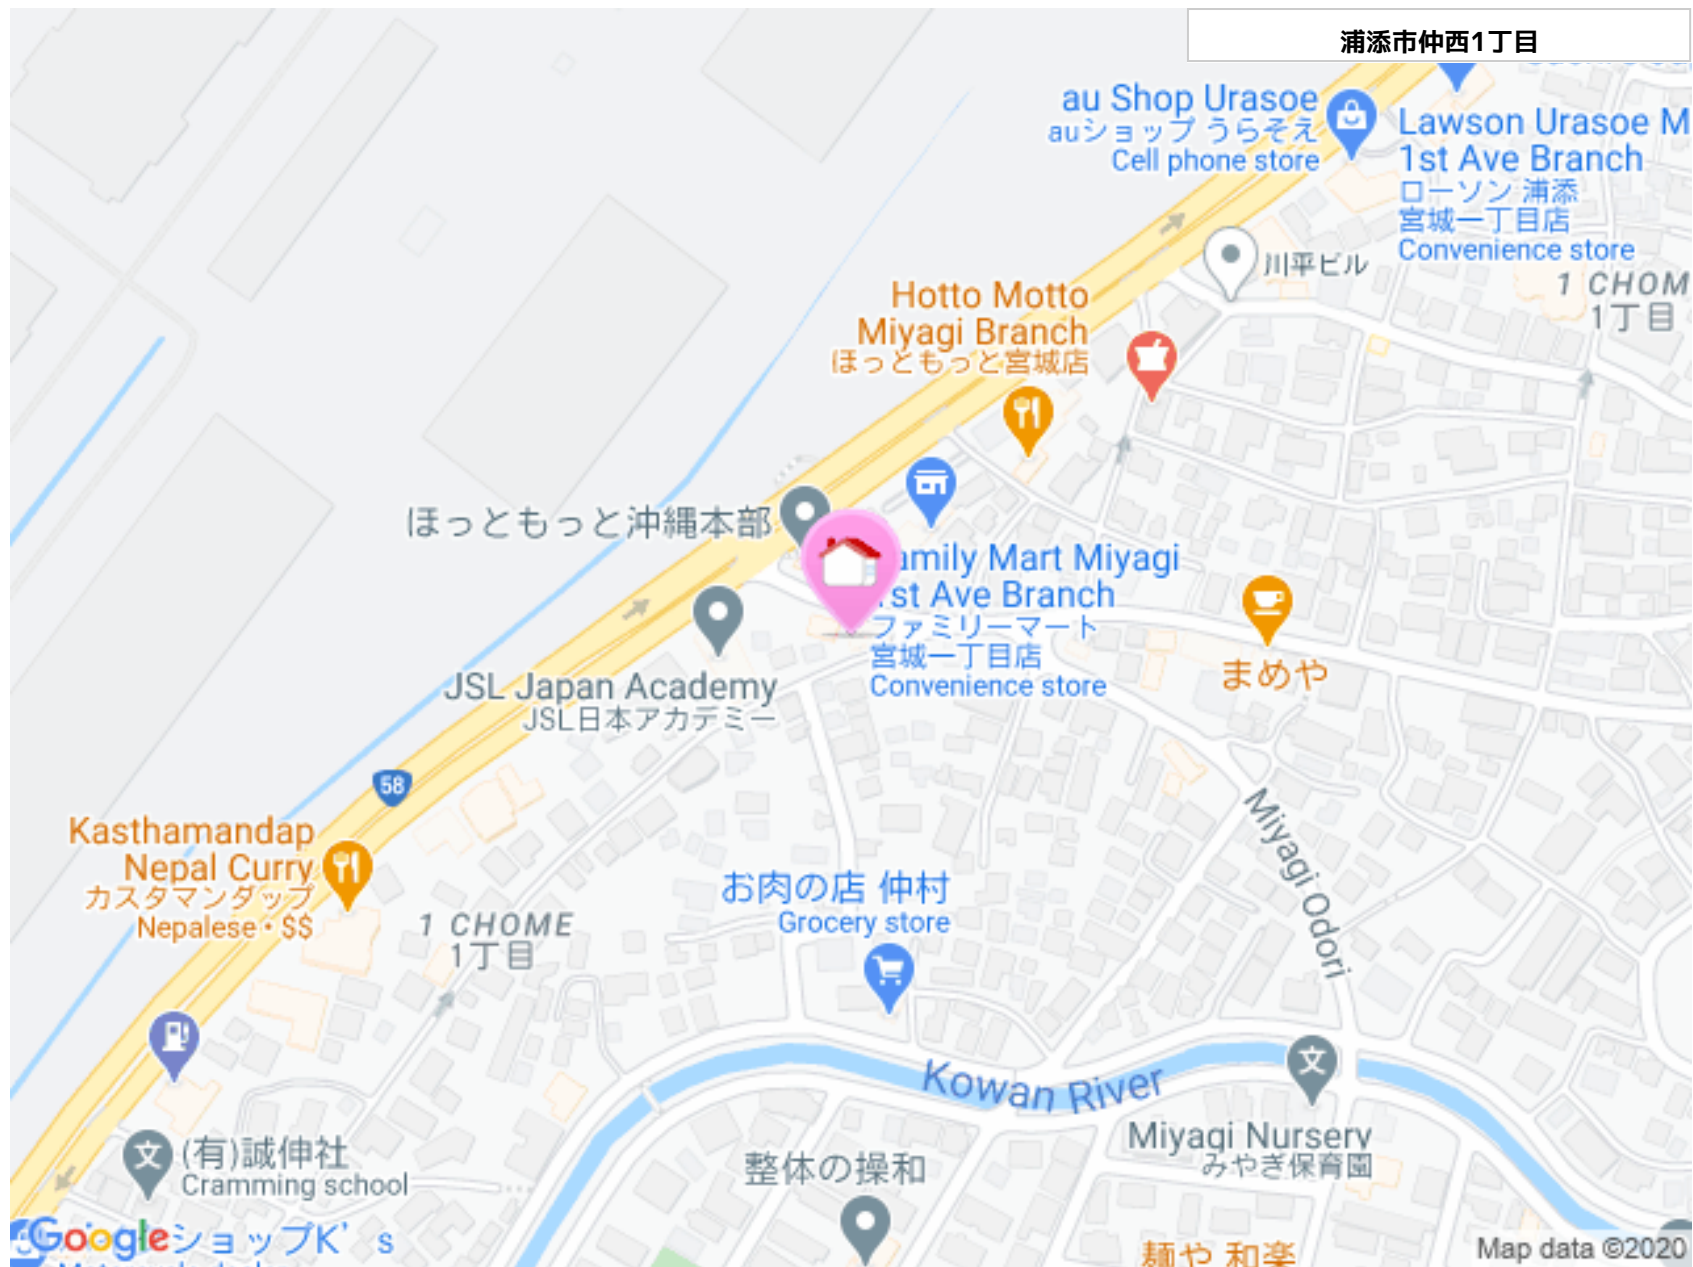 浦添市仲西1丁目
au Shop Urasoe
auショップ うらそえ
Cell phone store
Lawson Urasoe M
1st Ave Branch
ローソン 浦添
宮城一丁目店
Convenience store
川平ビル
1 CHOM
1丁目
Hotto Motto
Miyagi Branch
ほっともっと宮城店
ほっともっと沖縄本部
amily Mart Miyagi
1st Ave Branch
ファミリーマート
宮城一丁目店
Convenience store
まめや
JSL Japan Academy
JSL日本アカデミー
58
Kasthamandap
Nepal Curry
カスタマンダップ
Nepalese • $$
1 CHOME
1丁目
お肉の店 仲村
Grocery store
Miyagi Odori
Kowan River
文
Miyagi Nursery
みやぎ保育園
文
(有)誠伸社
Cramming school
整体の操和
麺や 和楽
Google
ショップK's
Map data ©2020